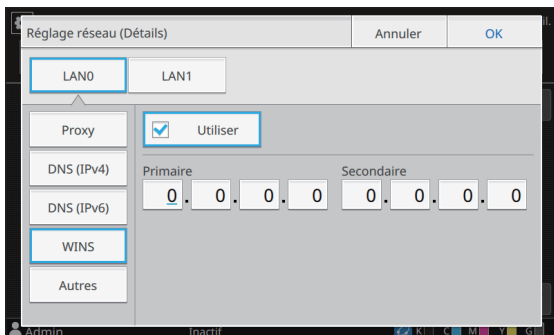 Réglage réseau (Détails)
Annuler
OK
il.
LAN0
LAN1
Proxy
DNS (IPv4)
DNS (IPv6)
WINS
Autres
Utiliser
Primaire
Secondaire
0. 0. 0. 0
0. 0. 0. 0
Admin
Inactif
K C M Y G